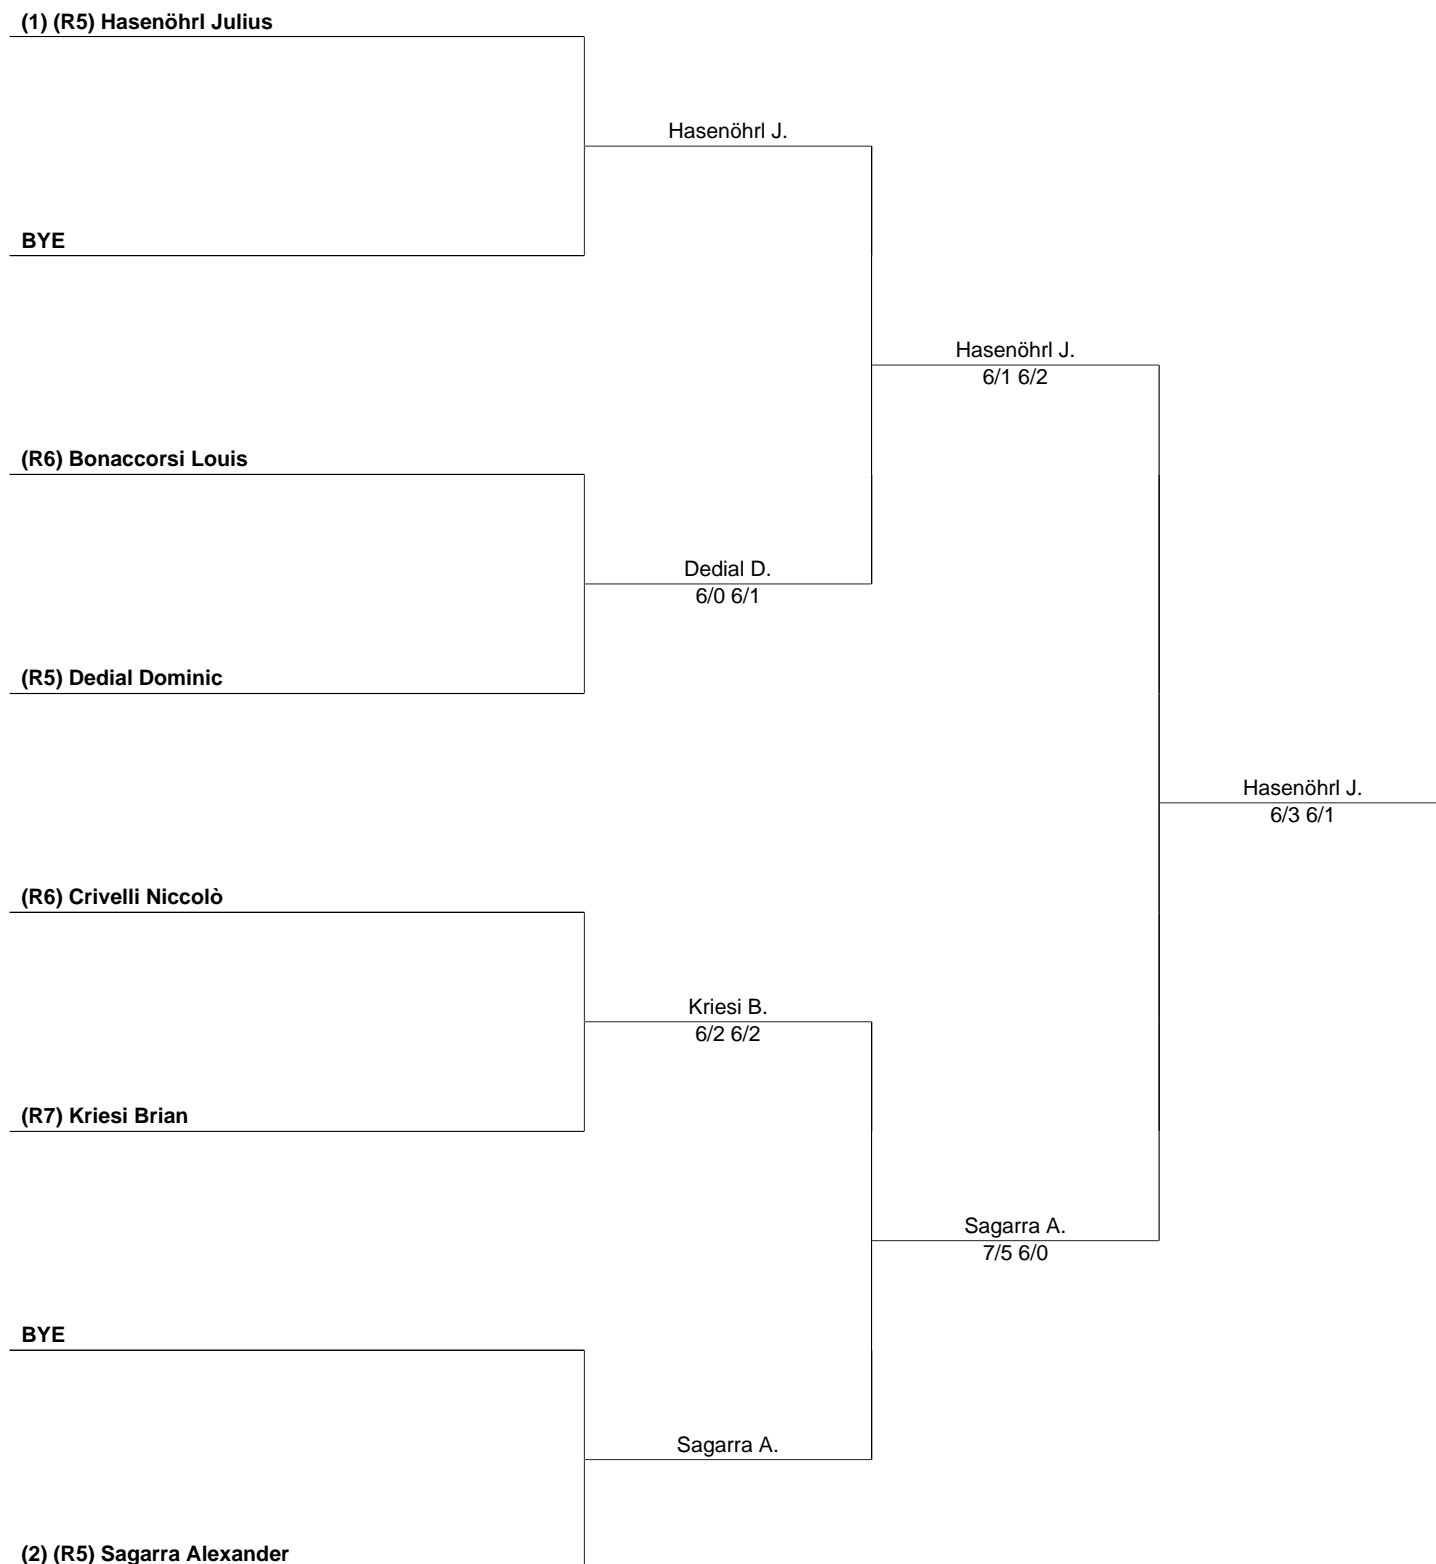 (1) (R5) Hasenöhrl Julius
Hasenöhrl J.
BYE
Hasenöhrl J.
6/1 6/2
(R6) Bonaccorsi Louis
Dedial D.
6/0 6/1
(R5) Dedial Dominic
Hasenöhrl J.
6/3 6/1
(R6) Crivelli Niccolò
Kriesi B.
6/2 6/2
(R7) Kriesi Brian
Sagarra A.
7/5 6/0
BYE
Sagarra A.
(2) (R5) Sagarra Alexander